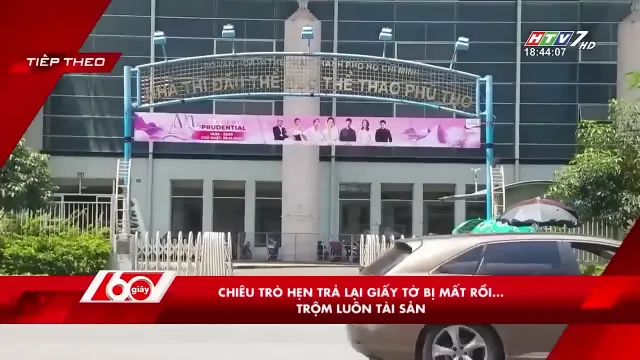 TIẾP THEO
HTV7 HD
18:44:07
NHÀ THI ĐẤU THỂ DỤC THỂ THAO PHÚ THỌ
PRUDENTIAL
60 giây
CHIÊU TRÒ HẸN TRẢ LẠI GIẤY TỜ BỊ MẤT RỒI...
TRỘM LUÔN TÀI SẢN